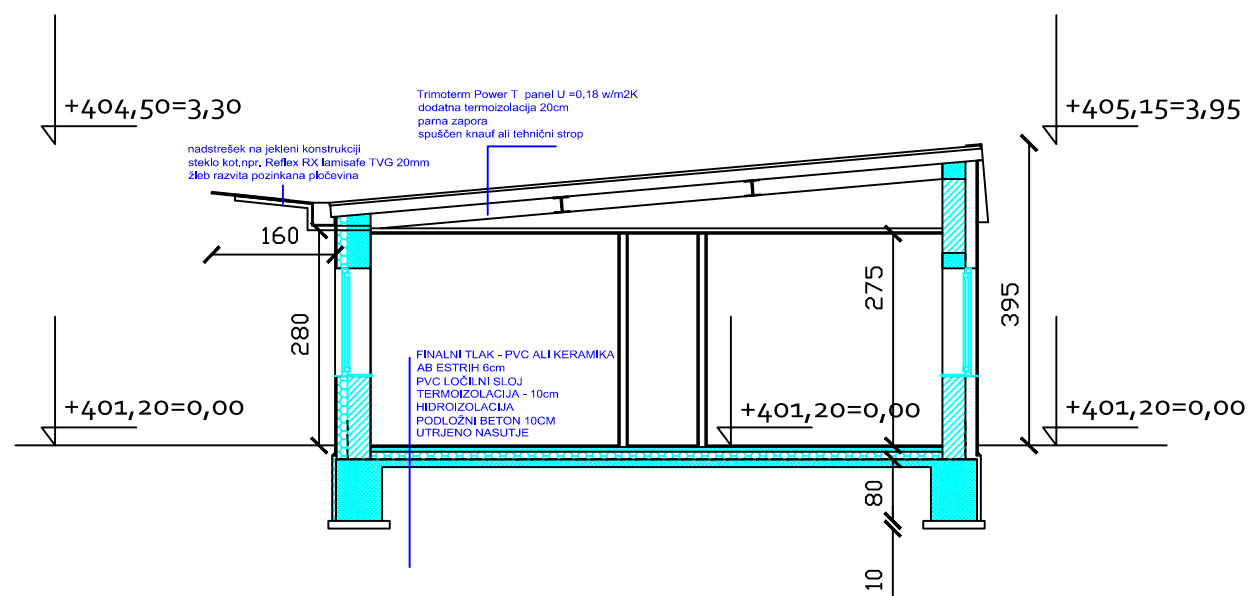 +404,50=3,30
+405,15=3,95
Trimoterm Power T panel U =0,18 w/m2K
dodatna termoizolacija 20cm
parna zapora
spuščen knauf ali tehnični strop
nadstrešek na jekleni konstrukciji
steklo kot,npr, Reflex RX lamisafe TVG 20mm
žleb razvita pozinkana pločevina
160
280
275
395
FINALNI TLAK - PVC ALI KERAMIKA
AB ESTRIH 6cm
PVC LOČILNI SLOJ
TERMOIZOLACIJA - 10cm
HIDROIZOLACIJA
PODLOŽNI BETON 10CM
UTRJENO NASUTJE
+401,20=0,00
+401,20=0,00
+401,20=0,00
80
10